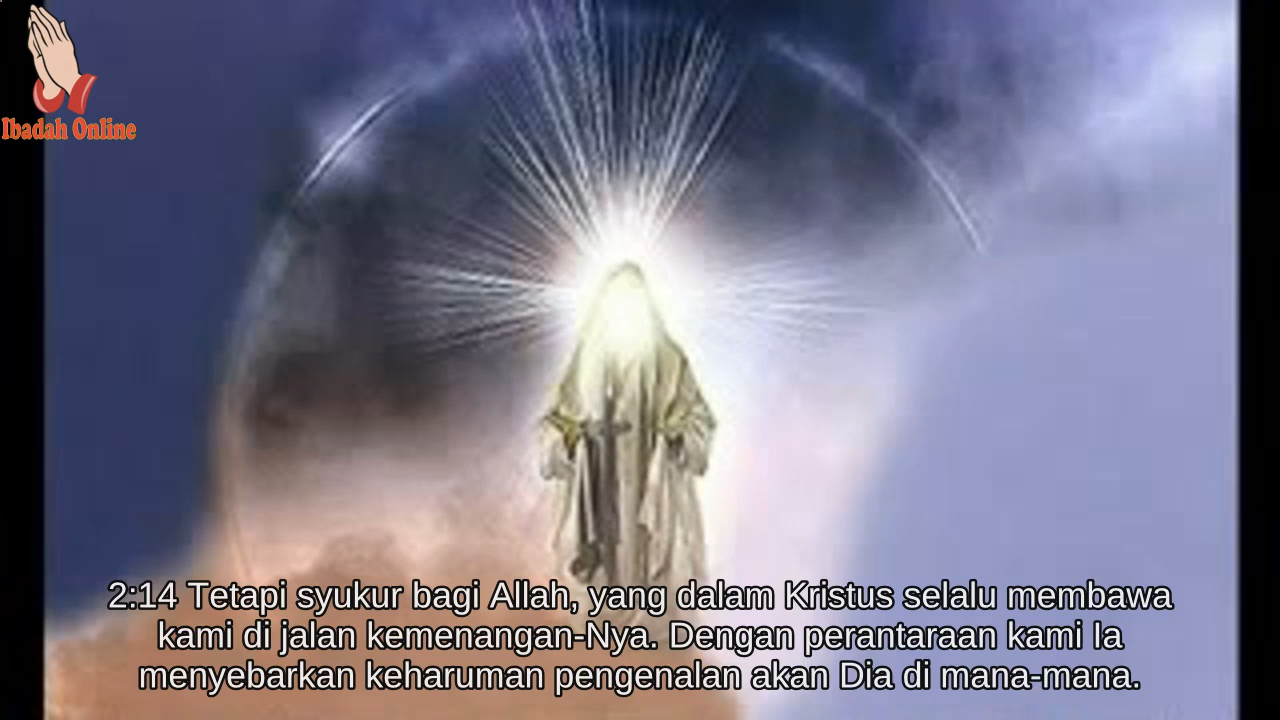 Ibadah Online
2:14 Tetapi syukur bagi Allah, yang dalam Kristus selalu membawa
kami di jalan kemenangan-Nya. Dengan perantaraan kami Ia
menyebarkan keharuman pengenalan akan Dia di mana-mana.